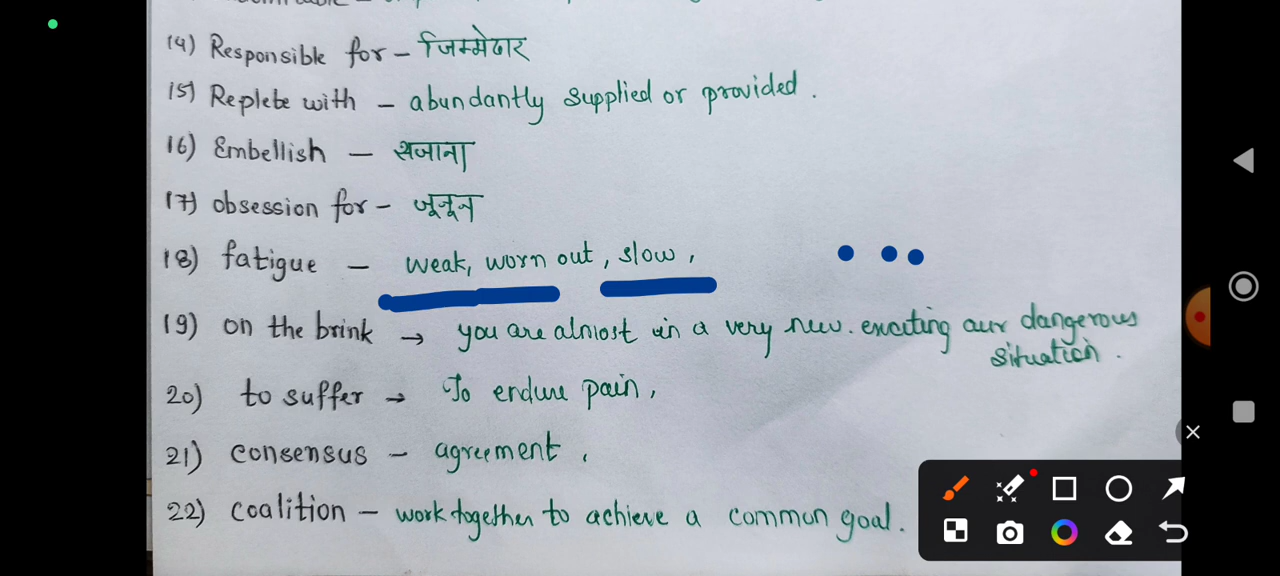 14) Responsible for – जिम्मेदार
15) Replete with – abundantly supplied or provided.
16) Embellish – सजाना
17) obsession for – जूनून
18) fatigue – weak, worn out, slow,
19) on the brink → you are almost in a very new. exciting aur dangerous
situation.
20) to suffer → To endure pain,
21) consensus – agreement,
22) coalition – work together to achieve a common goal.